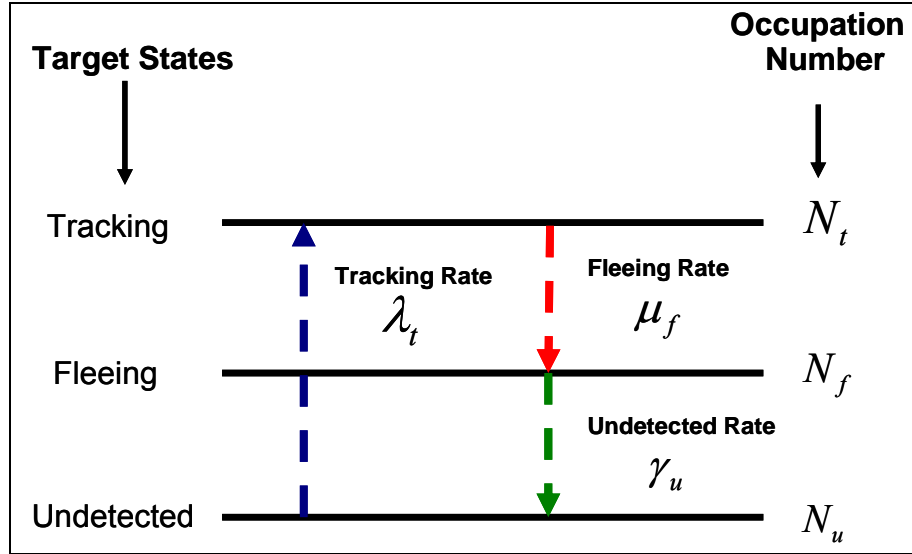 Target States
Occupation
Number
Tracking
N_t
Tracking Rate
λ_t
Fleeing Rate
μ_f
Fleeing
N_f
Undetected Rate
γ_u
Undetected
N_u